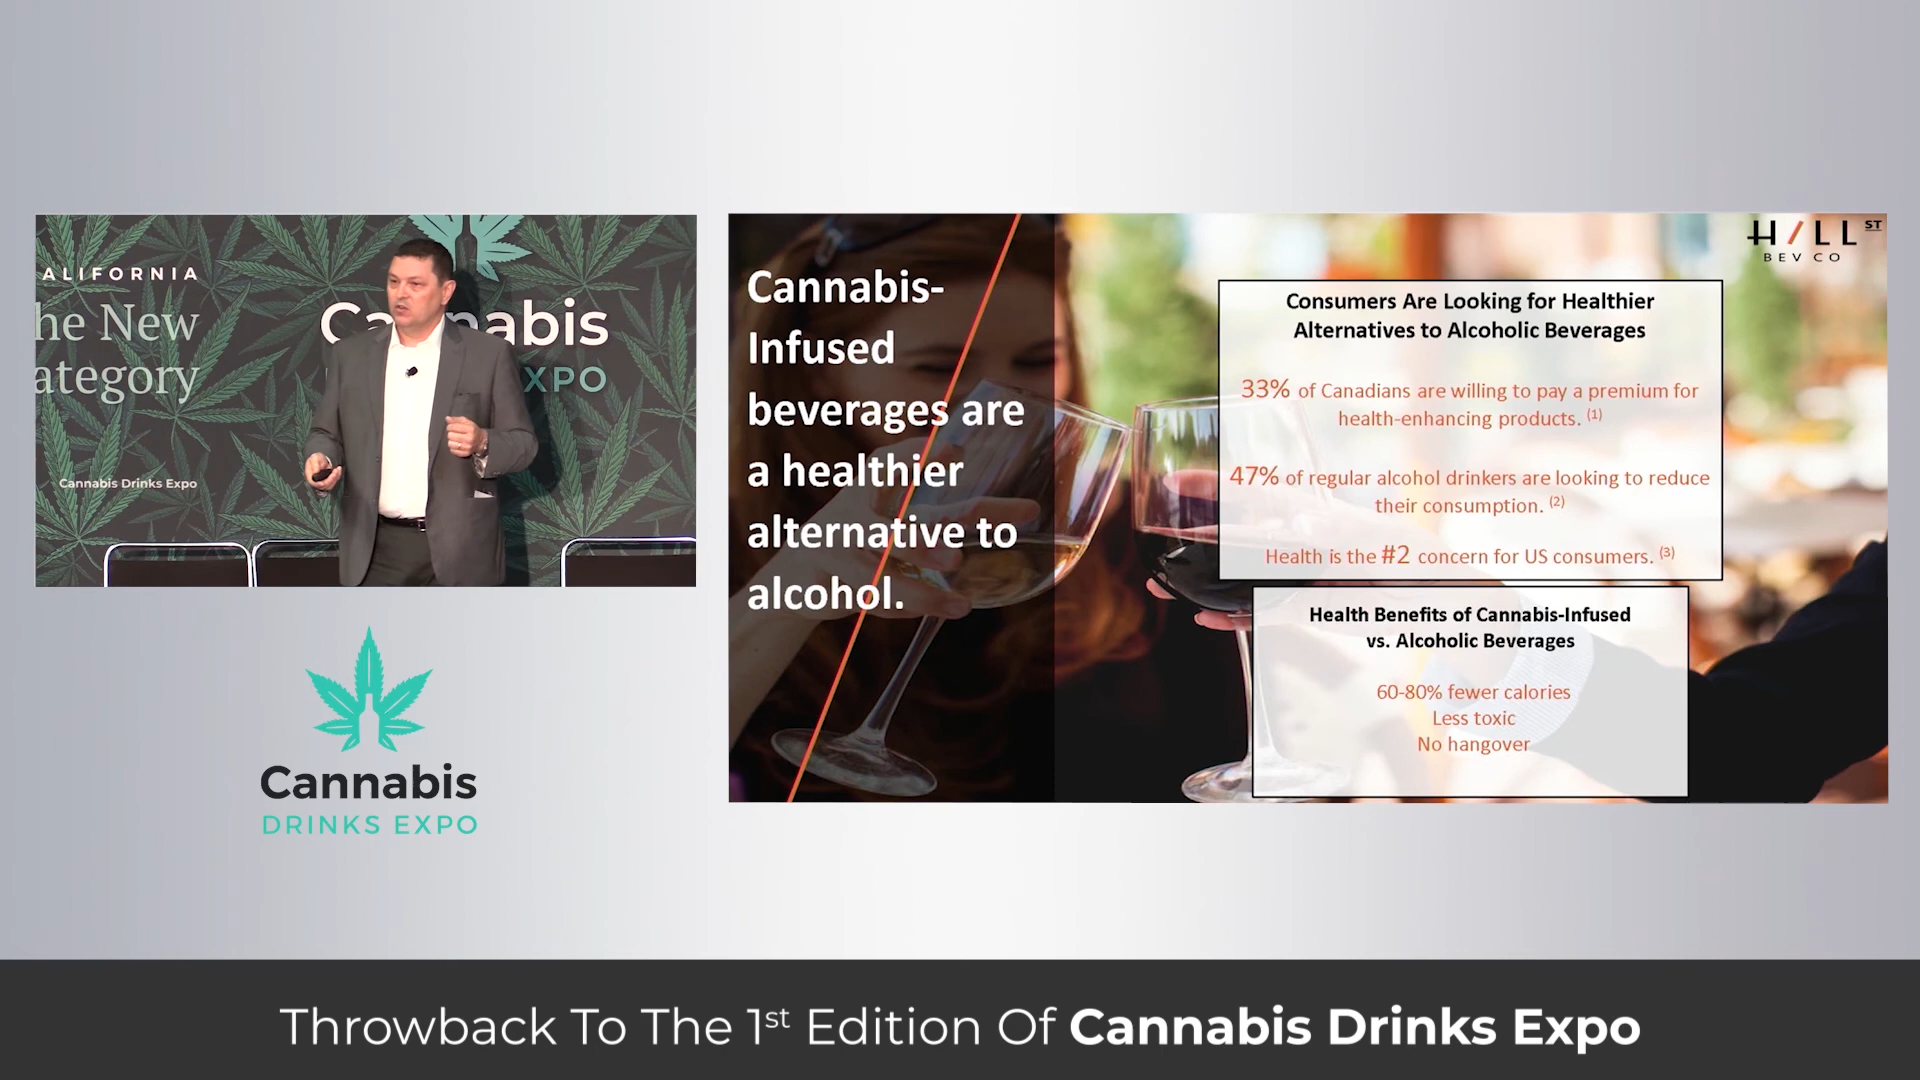 ALIFORNIA
he New
ategory
Cannabis Drinks Expo
Ca nabis
XPO
Cannabis
DRINKS EXPO
Cannabis-
Infused
beverages are
a healthier
alternative to
alcohol.
H/LL ST
BEV CO
Consumers Are Looking for Healthier
Alternatives to Alcoholic Beverages
33% of Canadians are willing to pay a premium for
health-enhancing products. (1)
47% of regular alcohol drinkers are looking to reduce
their consumption. (2)
Health is the #2 concern for US consumers. (3)
Health Benefits of Cannabis-Infused
vs. Alcoholic Beverages
60-80% fewer calories
Less toxic
No hangover
Throwback To The 1st Edition Of Cannabis Drinks Expo